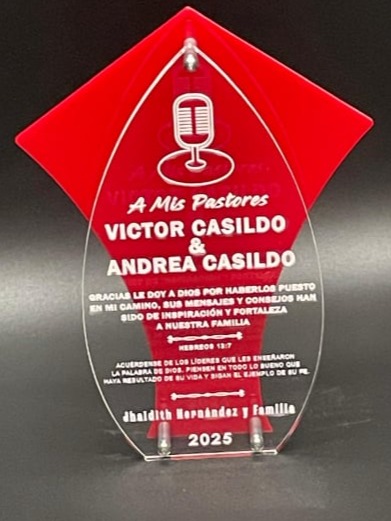 A Mis Pastores
VICTOR CASILDO
&
ANDREA CASILDO
GRACIAS LE DOY A DIOS POR HABERLOS PUESTO
EN MI CAMINO, SUS MENSAJES Y CONSEJOS HAN
SIDO DE INSPIRACIÓN Y FORTALEZA
A NUESTRA FAMILIA
HEBREOS 13:7
ACUÉRDENSE DE LOS LÍDERES QUE LES ENSEÑARON
LA PALABRA DE DIOS. PIENSEN EN TODO LO BUENO QUE
HAYA RESULTADO DE SU VIDA Y SIGAN EL EJEMPLO DE SU FE.
Jhaidith Hernández y Familia
2025